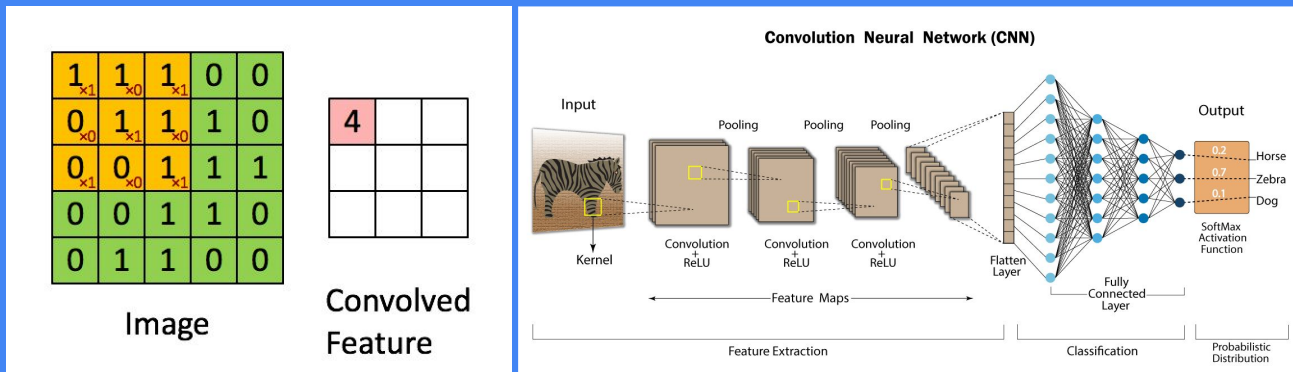 1×1 1×0 1×1 0 0
0×0 1×1 1×0 1 0
0×1 0×0 1×1 1 1
0 0 1 1 0
0 1 1 0 0
Image
4
Convolved
Feature
Convolution Neural Network (CNN)
Input
Kernel
Pooling Pooling Pooling
Convolution
+
ReLU
Convolution
+
ReLU
Convolution
+
ReLU
Feature Maps
Flatten
Layer
Fully
Connected
Layer
Output
0.2 Horse
0.7 Zebra
0.1 Dog
SoftMax
Activation
Function
Feature Extraction
Classification
Probabilistic
Distribution